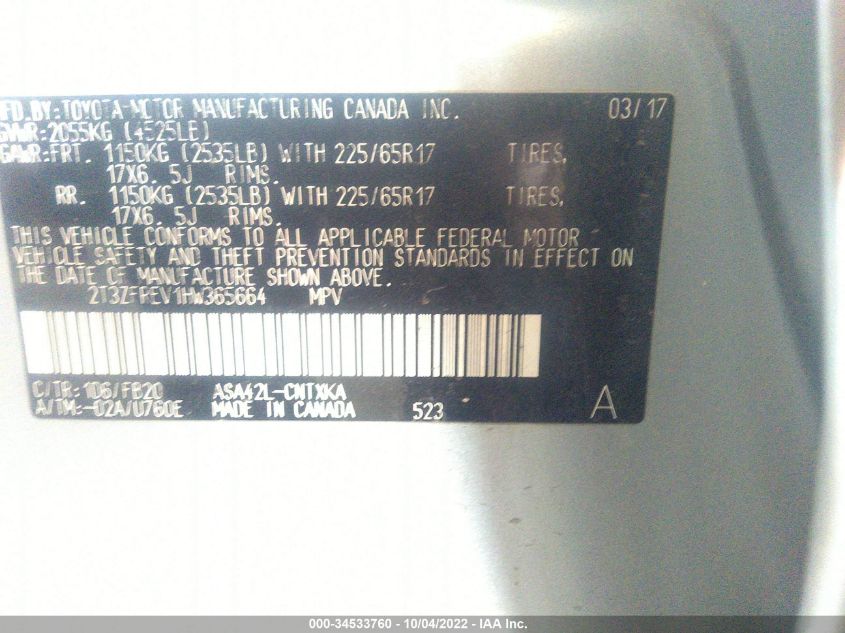 MFD. BY: TOYOTA MOTOR MANUFACTURING CANADA INC. 03/17
GVWR: 2055KG (4525LB)
GAWR: FRT. 1150KG (2535LB) WITH 225/65R17 TIRES,
17X6.5J RIMS.
RR. 1150KG (2535LB) WITH 225/65R17 TIRES,
17X6.5J RIMS.
THIS VEHICLE CONFORMS TO ALL APPLICABLE FEDERAL MOTOR
VEHICLE SAFETY AND THEFT PREVENTION STANDARDS IN EFFECT ON
THE DATE OF MANUFACTURE SHOWN ABOVE.
2T3ZFREV1HW365664 MPV
C/TR: 1D6/FB20 ASA42L-CNTXKA
A/TM: -02A/U760E MADE IN CANADA 523 A
000-34533760 - 10/04/2022 - IAA Inc.